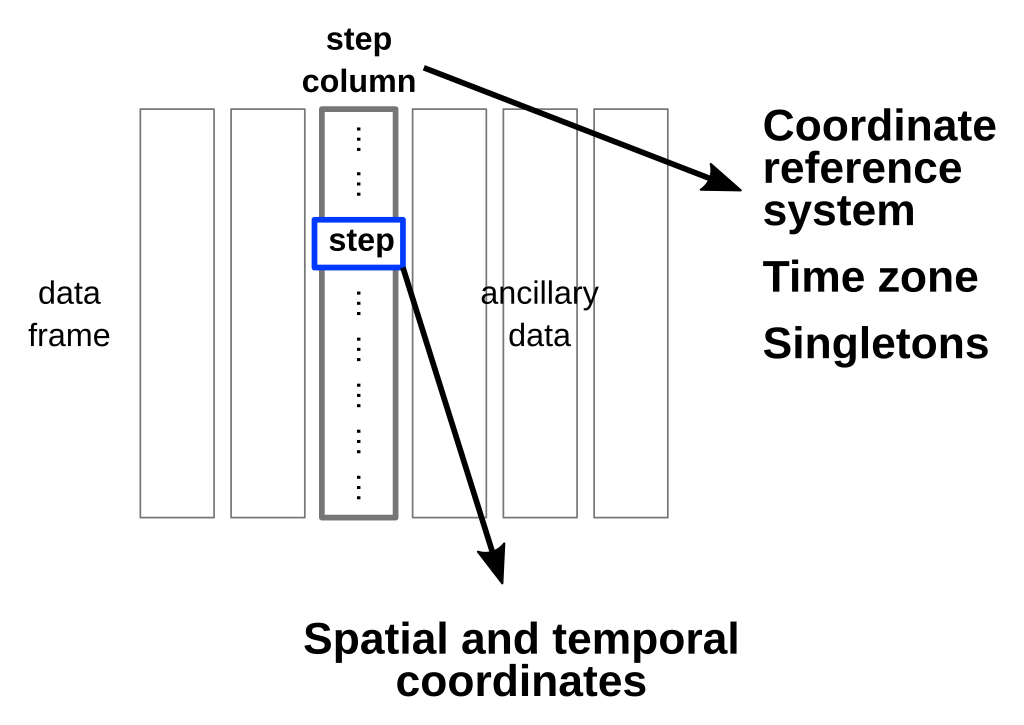 step
column
Coordinate
reference
system
Time zone
Singletons
⋮
⋮
step
⋮
⋮
⋮
⋮
⋮
data
frame
ancillary
data
Spatial and temporal
coordinates